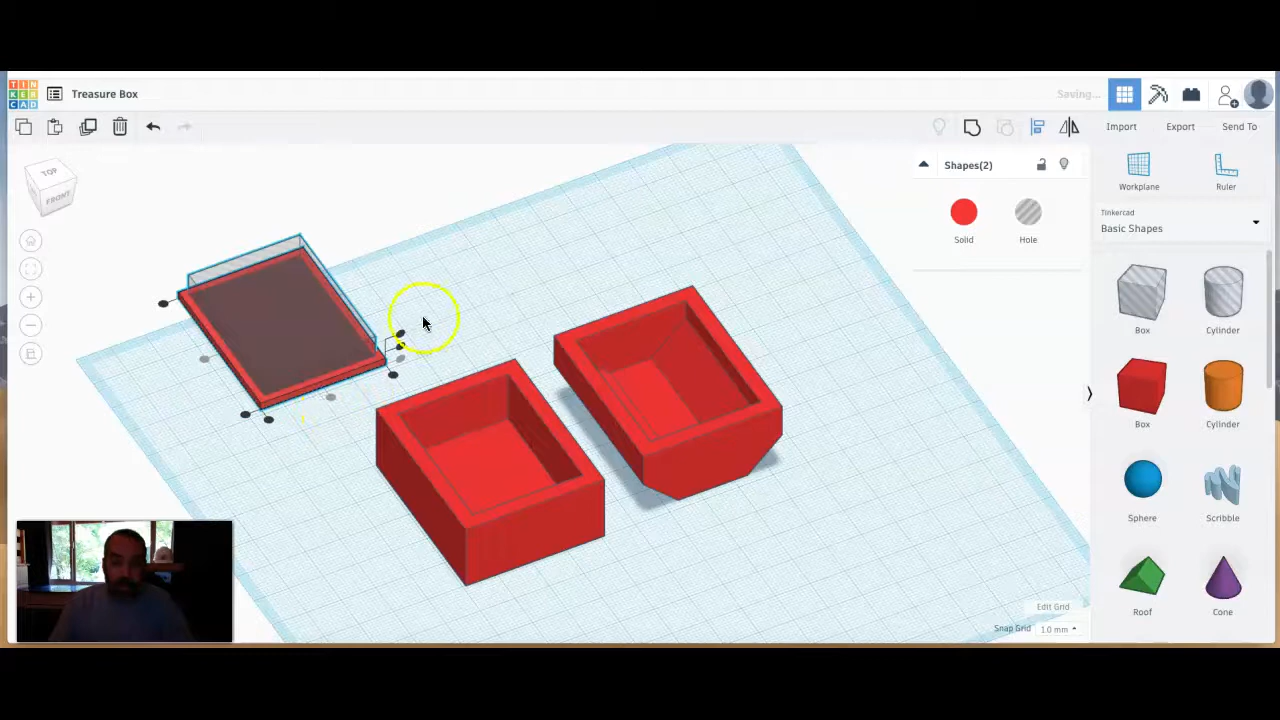 TIN
KER
CAD
Treasure Box
Saving...
Import
Export
Send To
TOP
FRONT
Shapes(2)
Solid
Hole
Workplane
Ruler
Tinkercad
Basic Shapes
Box
Cylinder
Box
Cylinder
Sphere
Scribble
Roof
Cone
Edit Grid
Snap Grid
1.0 mm